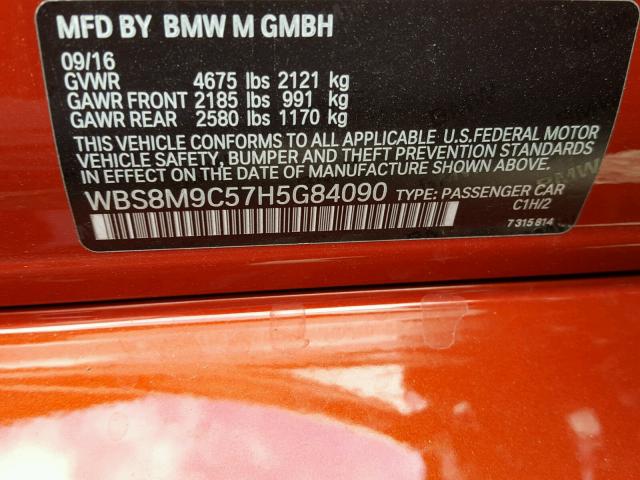 MFD BY BMW M GMBH
09/16
GVWR 4675 lbs 2121 kg
GAWR FRONT 2185 lbs 991 kg
GAWR REAR 2580 lbs 1170 kg
THIS VEHICLE CONFORMS TO ALL APPLICABLE U.S.FEDERAL MOTOR
VEHICLE SAFETY, BUMPER AND THEFT PREVENTION STANDARDS
IN EFFECT ON THE DATE OF MANUFACTURE SHOWN ABOVE.
WBS8M9C57H5G84090 TYPE: PASSENGER CAR
C1H/2
7 315 814